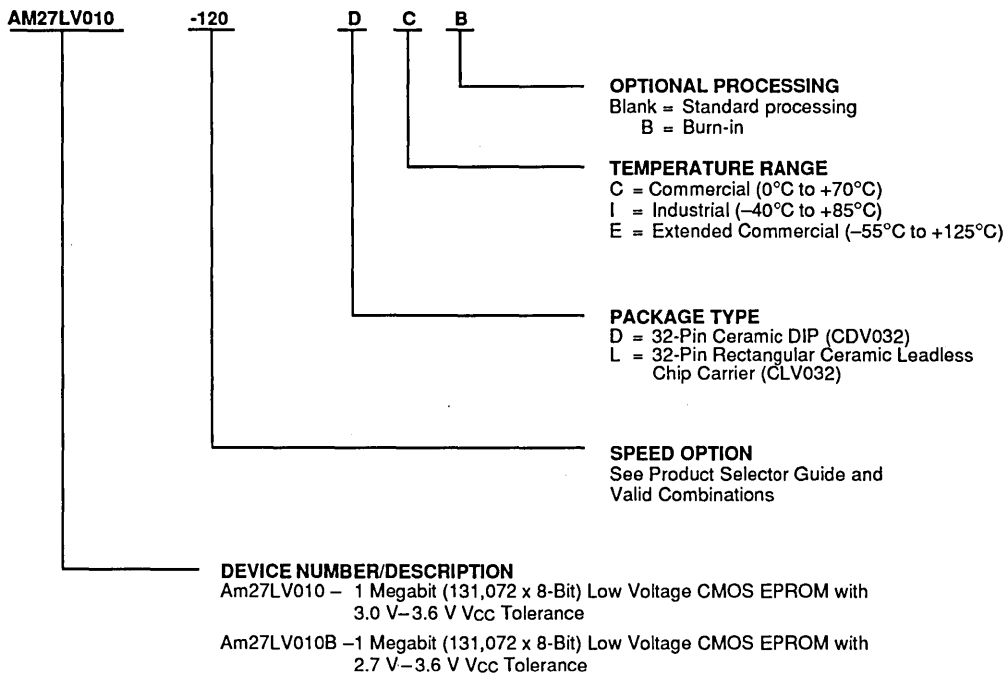 AM27LV010 -120 D C B
OPTIONAL PROCESSING
Blank = Standard processing
B = Burn-in
TEMPERATURE RANGE
C = Commercial (0°C to +70°C)
I = Industrial (–40°C to +85°C)
E = Extended Commercial (–55°C to +125°C)
PACKAGE TYPE
D = 32-Pin Ceramic DIP (CDV032)
L = 32-Pin Rectangular Ceramic Leadless
Chip Carrier (CLV032)
SPEED OPTION
See Product Selector Guide and
Valid Combinations
DEVICE NUMBER/DESCRIPTION
Am27LV010 – 1 Megabit (131,072 x 8-Bit) Low Voltage CMOS EPROM with
3.0 V–3.6 V VCC Tolerance
Am27LV010B –1 Megabit (131,072 x 8-Bit) Low Voltage CMOS EPROM with
2.7 V–3.6 V VCC Tolerance